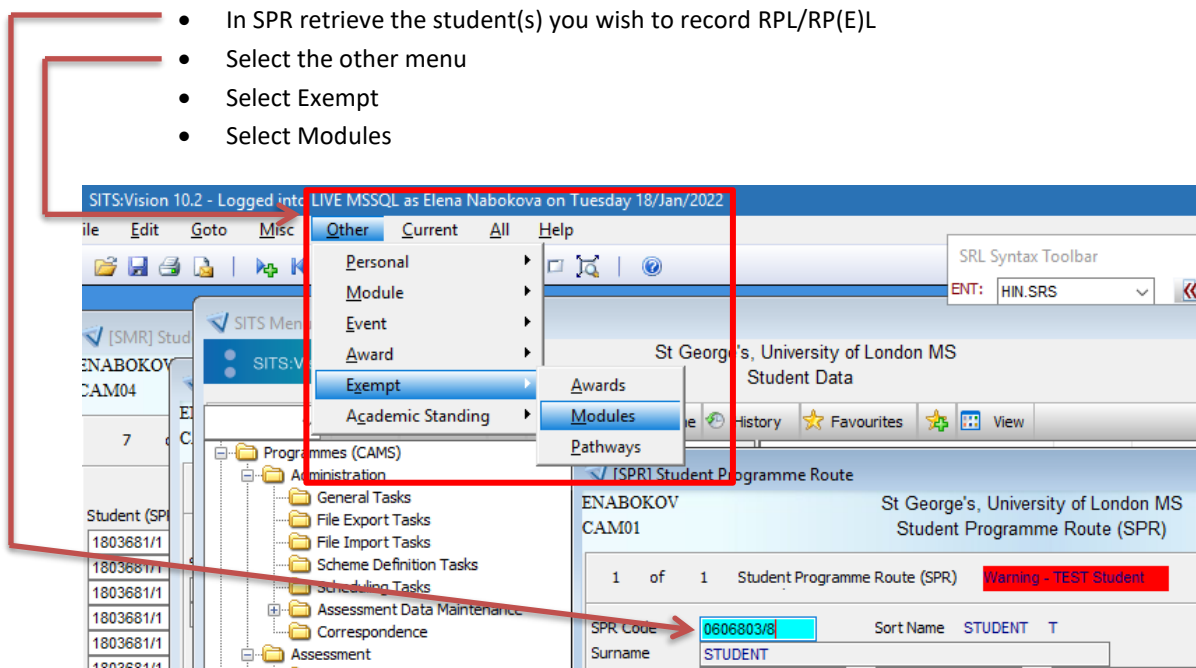 • In SPR retrieve the student(s) you wish to record RPL/RP(E)L
• Select the other menu
• Select Exempt
• Select Modules
SITS:Vision 10.2 - Logged into LIVE MSSQL as Elena Nabokova on Tuesday 18/Jan/2022
ile Edit Goto Misc Other Current All Help
Personal
Module
Event
Award
Exempt
Academic Standing
Awards
Modules
Pathways
SRL Syntax Toolbar
ENT: HIN.SRS
[SMR] Stud
ENABOKOV
CAM04
7
SITS Men
SITS:V
St George's, University of London MS
Student Data
History Favourites View
Programmes (CAMS)
Administration
General Tasks
File Export Tasks
File Import Tasks
Scheme Definition Tasks
Scheduling Tasks
Assessment Data Maintenance
Correspondence
Assessment
Student (SP
1803681/1
1803681/1
1803681/1
1803681/1
1803681/1
1803681/1
[SPR] Student Programme Route
ENABOKOV St George's, University of London MS
CAM01 Student Programme Route (SPR)
1 of 1 Student Programme Route (SPR) Warning - TEST Student
SPR Code 0606803/8 Sort Name STUDENT T
Surname STUDENT